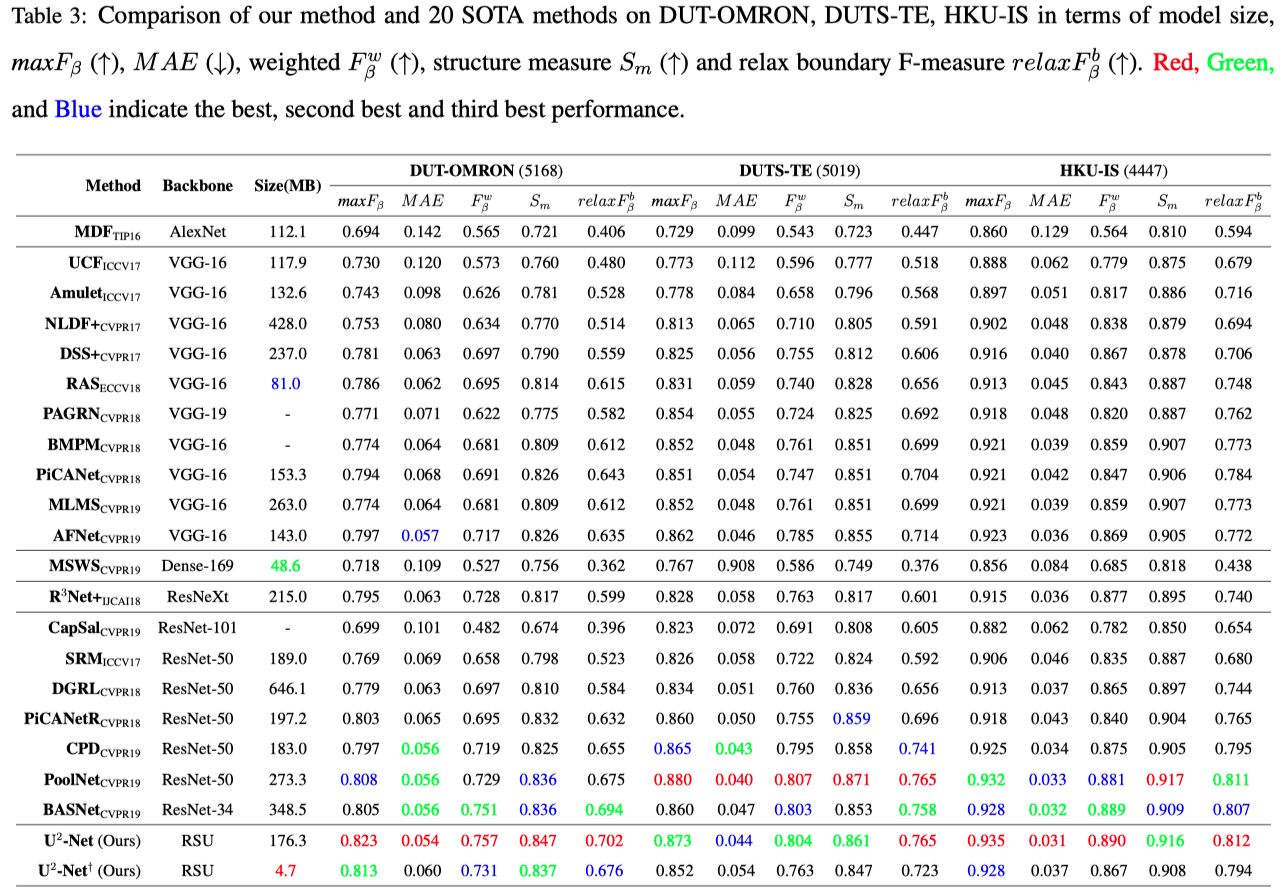 Table 3: Comparison of our method and 20 SOTA methods on DUT-OMRON, DUTS-TE, HKU-IS in terms of model size,
maxFβ (↑), MAE (↓), weighted Fβ^w (↑), structure measure Sm (↑) and relax boundary F-measure relaxFβ^b (↑). Red, Green,
and Blue indicate the best, second best and third best performance.
Method Backbone Size(MB) DUT-OMRON (5168) DUTS-TE (5019) HKU-IS (4447)
maxFβ MAE Fβ^w Sm relaxFβ^b maxFβ MAE Fβ^w Sm relaxFβ^b maxFβ MAE Fβ^w Sm relaxFβ^b
MDF TIP16 AlexNet 112.1 0.694 0.142 0.565 0.721 0.406 0.729 0.099 0.543 0.723 0.447 0.860 0.129 0.564 0.810 0.594
UCF ICCV17 VGG-16 117.9 0.730 0.120 0.573 0.760 0.480 0.773 0.112 0.596 0.777 0.518 0.888 0.062 0.779 0.875 0.679
Amulet ICCV17 VGG-16 132.6 0.743 0.098 0.626 0.781 0.528 0.778 0.084 0.658 0.796 0.568 0.897 0.051 0.817 0.886 0.716
NLDF+ CVPR17 VGG-16 428.0 0.753 0.080 0.634 0.770 0.514 0.813 0.065 0.710 0.805 0.591 0.902 0.048 0.838 0.879 0.694
DSS+ CVPR17 VGG-16 237.0 0.781 0.063 0.697 0.790 0.559 0.825 0.056 0.755 0.812 0.606 0.916 0.040 0.867 0.878 0.706
RAS ECCV18 VGG-16 81.0 0.786 0.062 0.695 0.814 0.615 0.831 0.059 0.740 0.828 0.656 0.913 0.045 0.843 0.887 0.748
PAGRN CVPR18 VGG-19 - 0.771 0.071 0.622 0.775 0.582 0.854 0.055 0.724 0.825 0.692 0.918 0.048 0.820 0.887 0.762
BMPM CVPR18 VGG-16 - 0.774 0.064 0.681 0.809 0.612 0.852 0.048 0.761 0.851 0.699 0.921 0.039 0.859 0.907 0.773
PiCANet CVPR18 VGG-16 153.3 0.794 0.068 0.691 0.826 0.643 0.851 0.054 0.747 0.851 0.704 0.921 0.042 0.847 0.906 0.784
MLMS CVPR19 VGG-16 263.0 0.774 0.064 0.681 0.809 0.612 0.852 0.048 0.761 0.851 0.699 0.921 0.039 0.859 0.907 0.773
AFNet CVPR19 VGG-16 143.0 0.797 0.057 0.717 0.826 0.635 0.862 0.046 0.785 0.855 0.714 0.923 0.036 0.869 0.905 0.772
MSWS CVPR19 Dense-169 48.6 0.718 0.109 0.527 0.756 0.362 0.767 0.908 0.586 0.749 0.376 0.856 0.084 0.685 0.818 0.438
R³Net+ IJCAI18 ResNeXt 215.0 0.795 0.063 0.728 0.817 0.599 0.828 0.058 0.763 0.817 0.601 0.915 0.036 0.877 0.895 0.740
CapSal CVPR19 ResNet-101 - 0.699 0.101 0.482 0.674 0.396 0.823 0.072 0.691 0.808 0.605 0.882 0.062 0.782 0.850 0.654
SRM ICCV17 ResNet-50 189.0 0.769 0.069 0.658 0.798 0.523 0.826 0.058 0.722 0.824 0.592 0.906 0.046 0.835 0.887 0.680
DGRL CVPR18 ResNet-50 646.1 0.779 0.063 0.697 0.810 0.584 0.834 0.051 0.760 0.836 0.656 0.913 0.037 0.865 0.897 0.744
PiCANetR CVPR18 ResNet-50 197.2 0.803 0.065 0.695 0.832 0.632 0.860 0.050 0.755 0.859 0.696 0.918 0.043 0.840 0.904 0.765
CPD CVPR19 ResNet-50 183.0 0.797 0.056 0.719 0.825 0.655 0.865 0.043 0.795 0.858 0.741 0.925 0.034 0.875 0.905 0.795
PoolNet CVPR19 ResNet-50 273.3 0.808 0.056 0.729 0.836 0.675 0.880 0.040 0.807 0.871 0.765 0.932 0.033 0.881 0.917 0.811
BASNet CVPR19 ResNet-34 348.5 0.805 0.056 0.751 0.836 0.694 0.860 0.047 0.803 0.853 0.758 0.928 0.032 0.889 0.909 0.807
U²-Net (Ours) RSU 176.3 0.823 0.054 0.757 0.847 0.702 0.873 0.044 0.804 0.861 0.765 0.935 0.031 0.890 0.916 0.812
U²-Net† (Ours) RSU 4.7 0.813 0.060 0.731 0.837 0.676 0.852 0.054 0.763 0.847 0.723 0.928 0.037 0.867 0.908 0.794